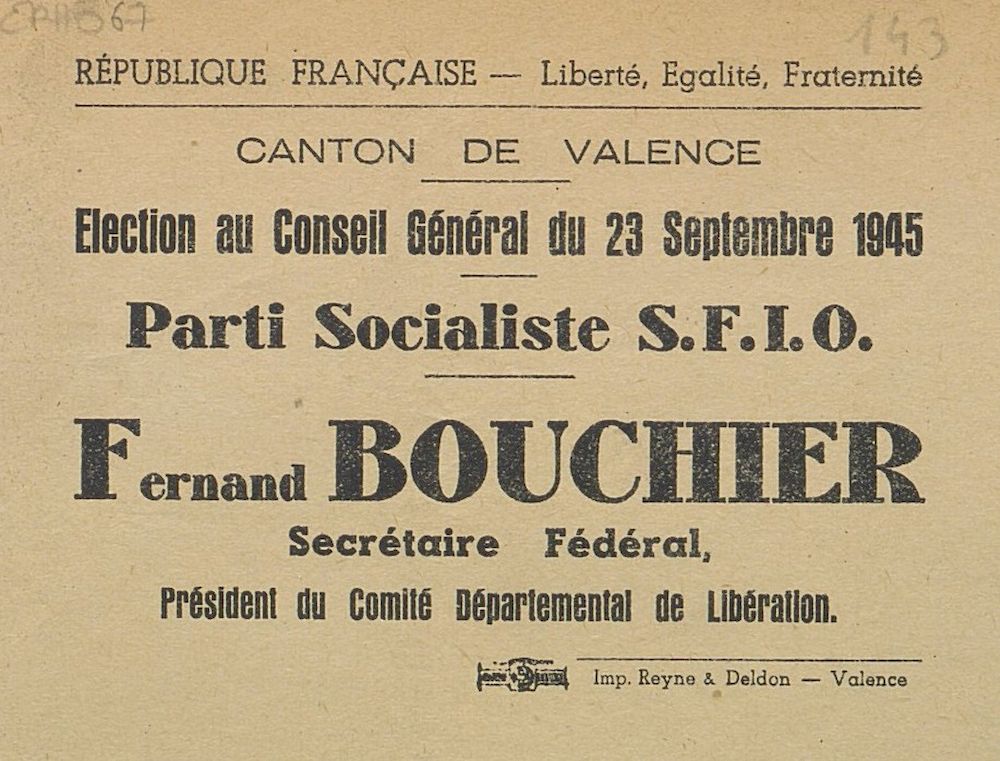 143
RÉPUBLIQUE FRANÇAISE — Liberté, Egalité, Fraternité
CANTON DE VALENCE
Election au Conseil Général du 23 Septembre 1945
Parti Socialiste S.F.I.O.
Fernand BOUCHIER
Secrétaire Fédéral,
Président du Comité Départemental de Libération.
Imp. Reyne & Deldon — Valence